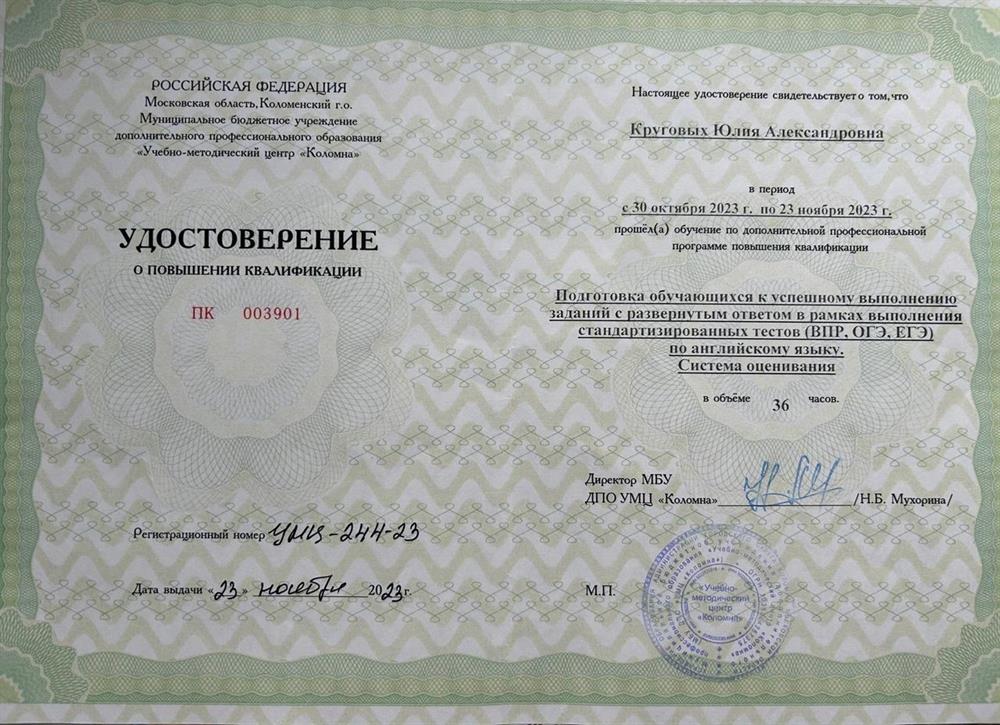 РОССИЙСКАЯ ФЕДЕРАЦИЯ
Московская область, Коломенский г.о.
Муниципальное бюджетное учреждение
дополнительного профессионального образования
«Учебно-методический центр «Коломна»
УДОСТОВЕРЕНИЕ
О ПОВЫШЕНИИ КВАЛИФИКАЦИИ
ПК 003901
Регистрационный номер УМЦ-244-23
Дата выдачи «23» ноября 2023г.
Настоящее удостоверение свидетельствует о том, что
Круговых Юлия Александровна
в период
с 30 октября 2023 г. по 23 ноября 2023 г.
прошёл(а) обучение по дополнительной профессиональной
программе повышения квалификации
Подготовка обучающихся к успешному выполнению
заданий с развернутым ответом в рамках выполнения
стандартизированных тестов (ВПР, ОГЭ, ЕГЭ)
по английскому языку.
Система оценивания
в объёме 36 часов.
Директор МБУ
ДПО УМЦ «Коломна» /Н.Б. Мухорина/
М.П.
«Учебно-
методический
центр
«Коломна»